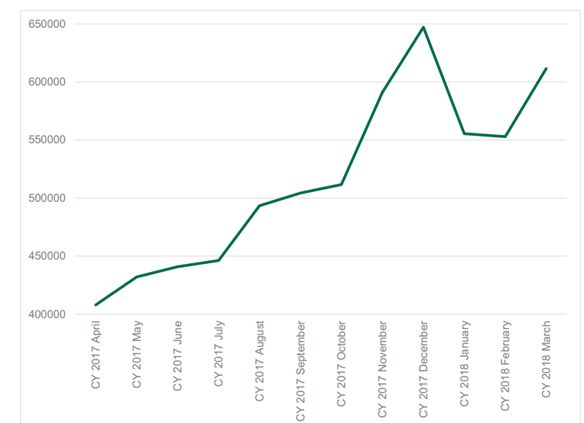 650000
600000
550000
500000
450000
400000
CY 2017 April
CY 2017 May
CY 2017 June
CY 2017 July
CY 2017 August
CY 2017 September
CY 2017 October
CY 2017 November
CY 2017 December
CY 2018 January
CY 2018 February
CY 2018 March